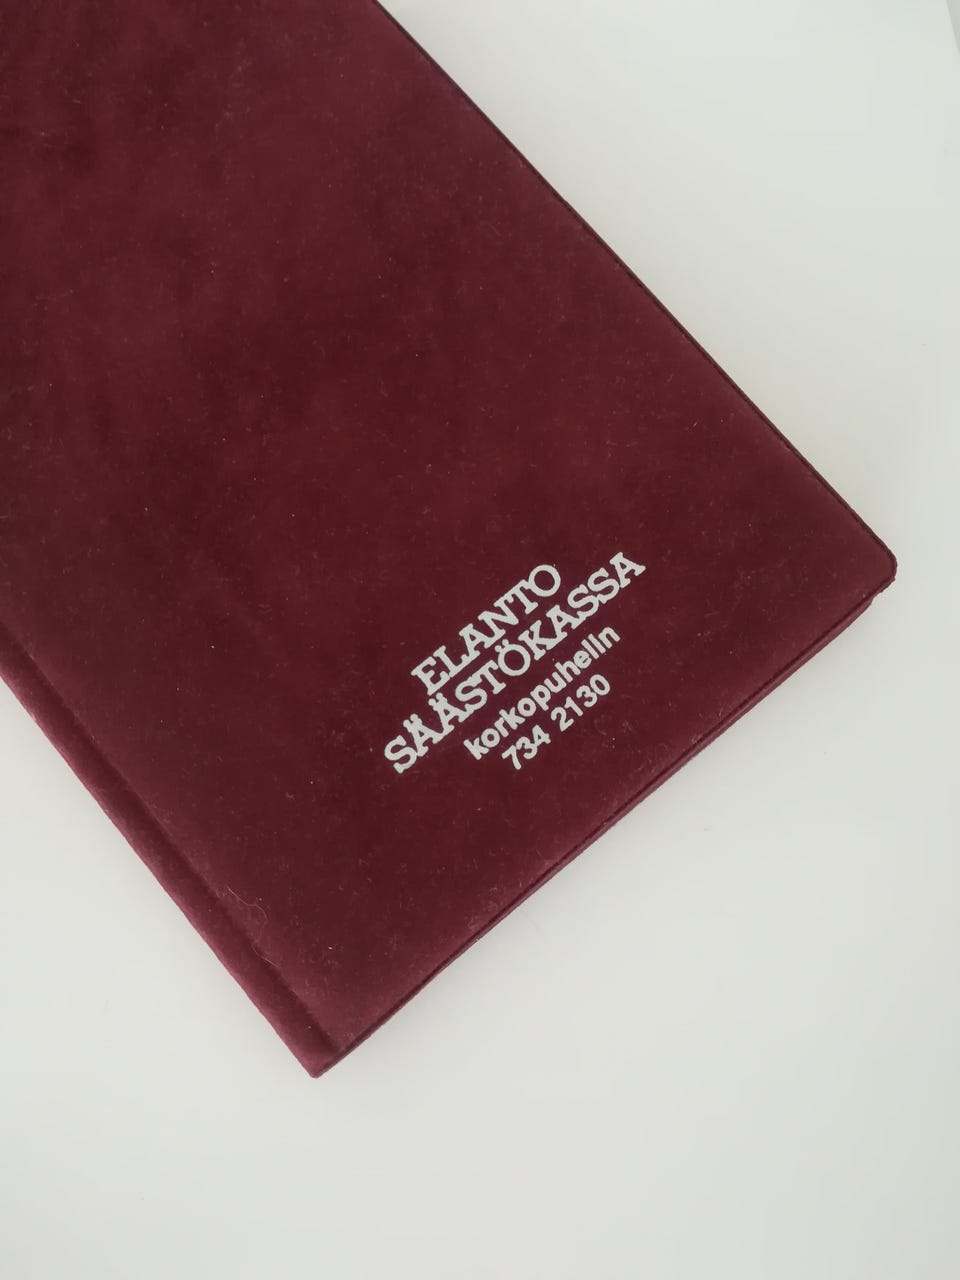 ELANTO
SÄÄSTÖKASSA
korkopuhelin
734 2130